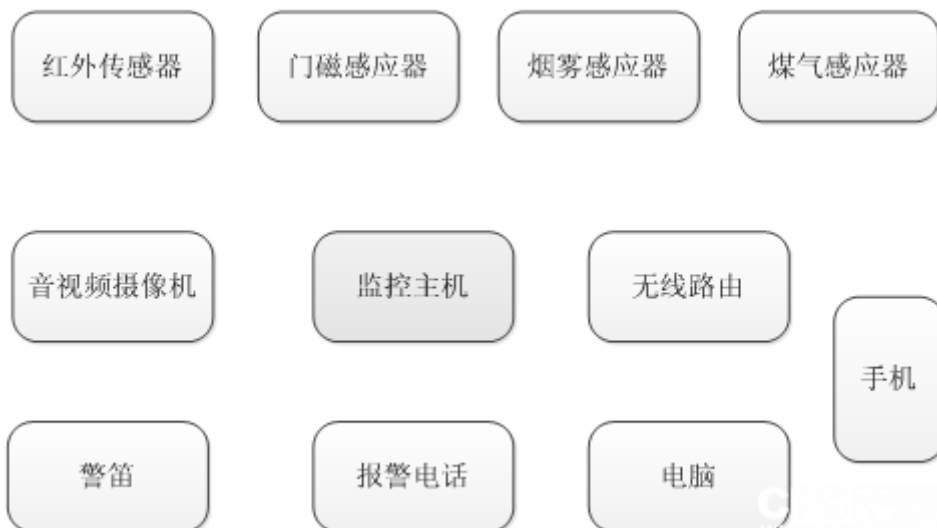 红外传感器
门磁感应器
烟雾感应器
煤气感应器
音视频摄像机
监控主机
无线路由
手机
警笛
报警电话
电脑